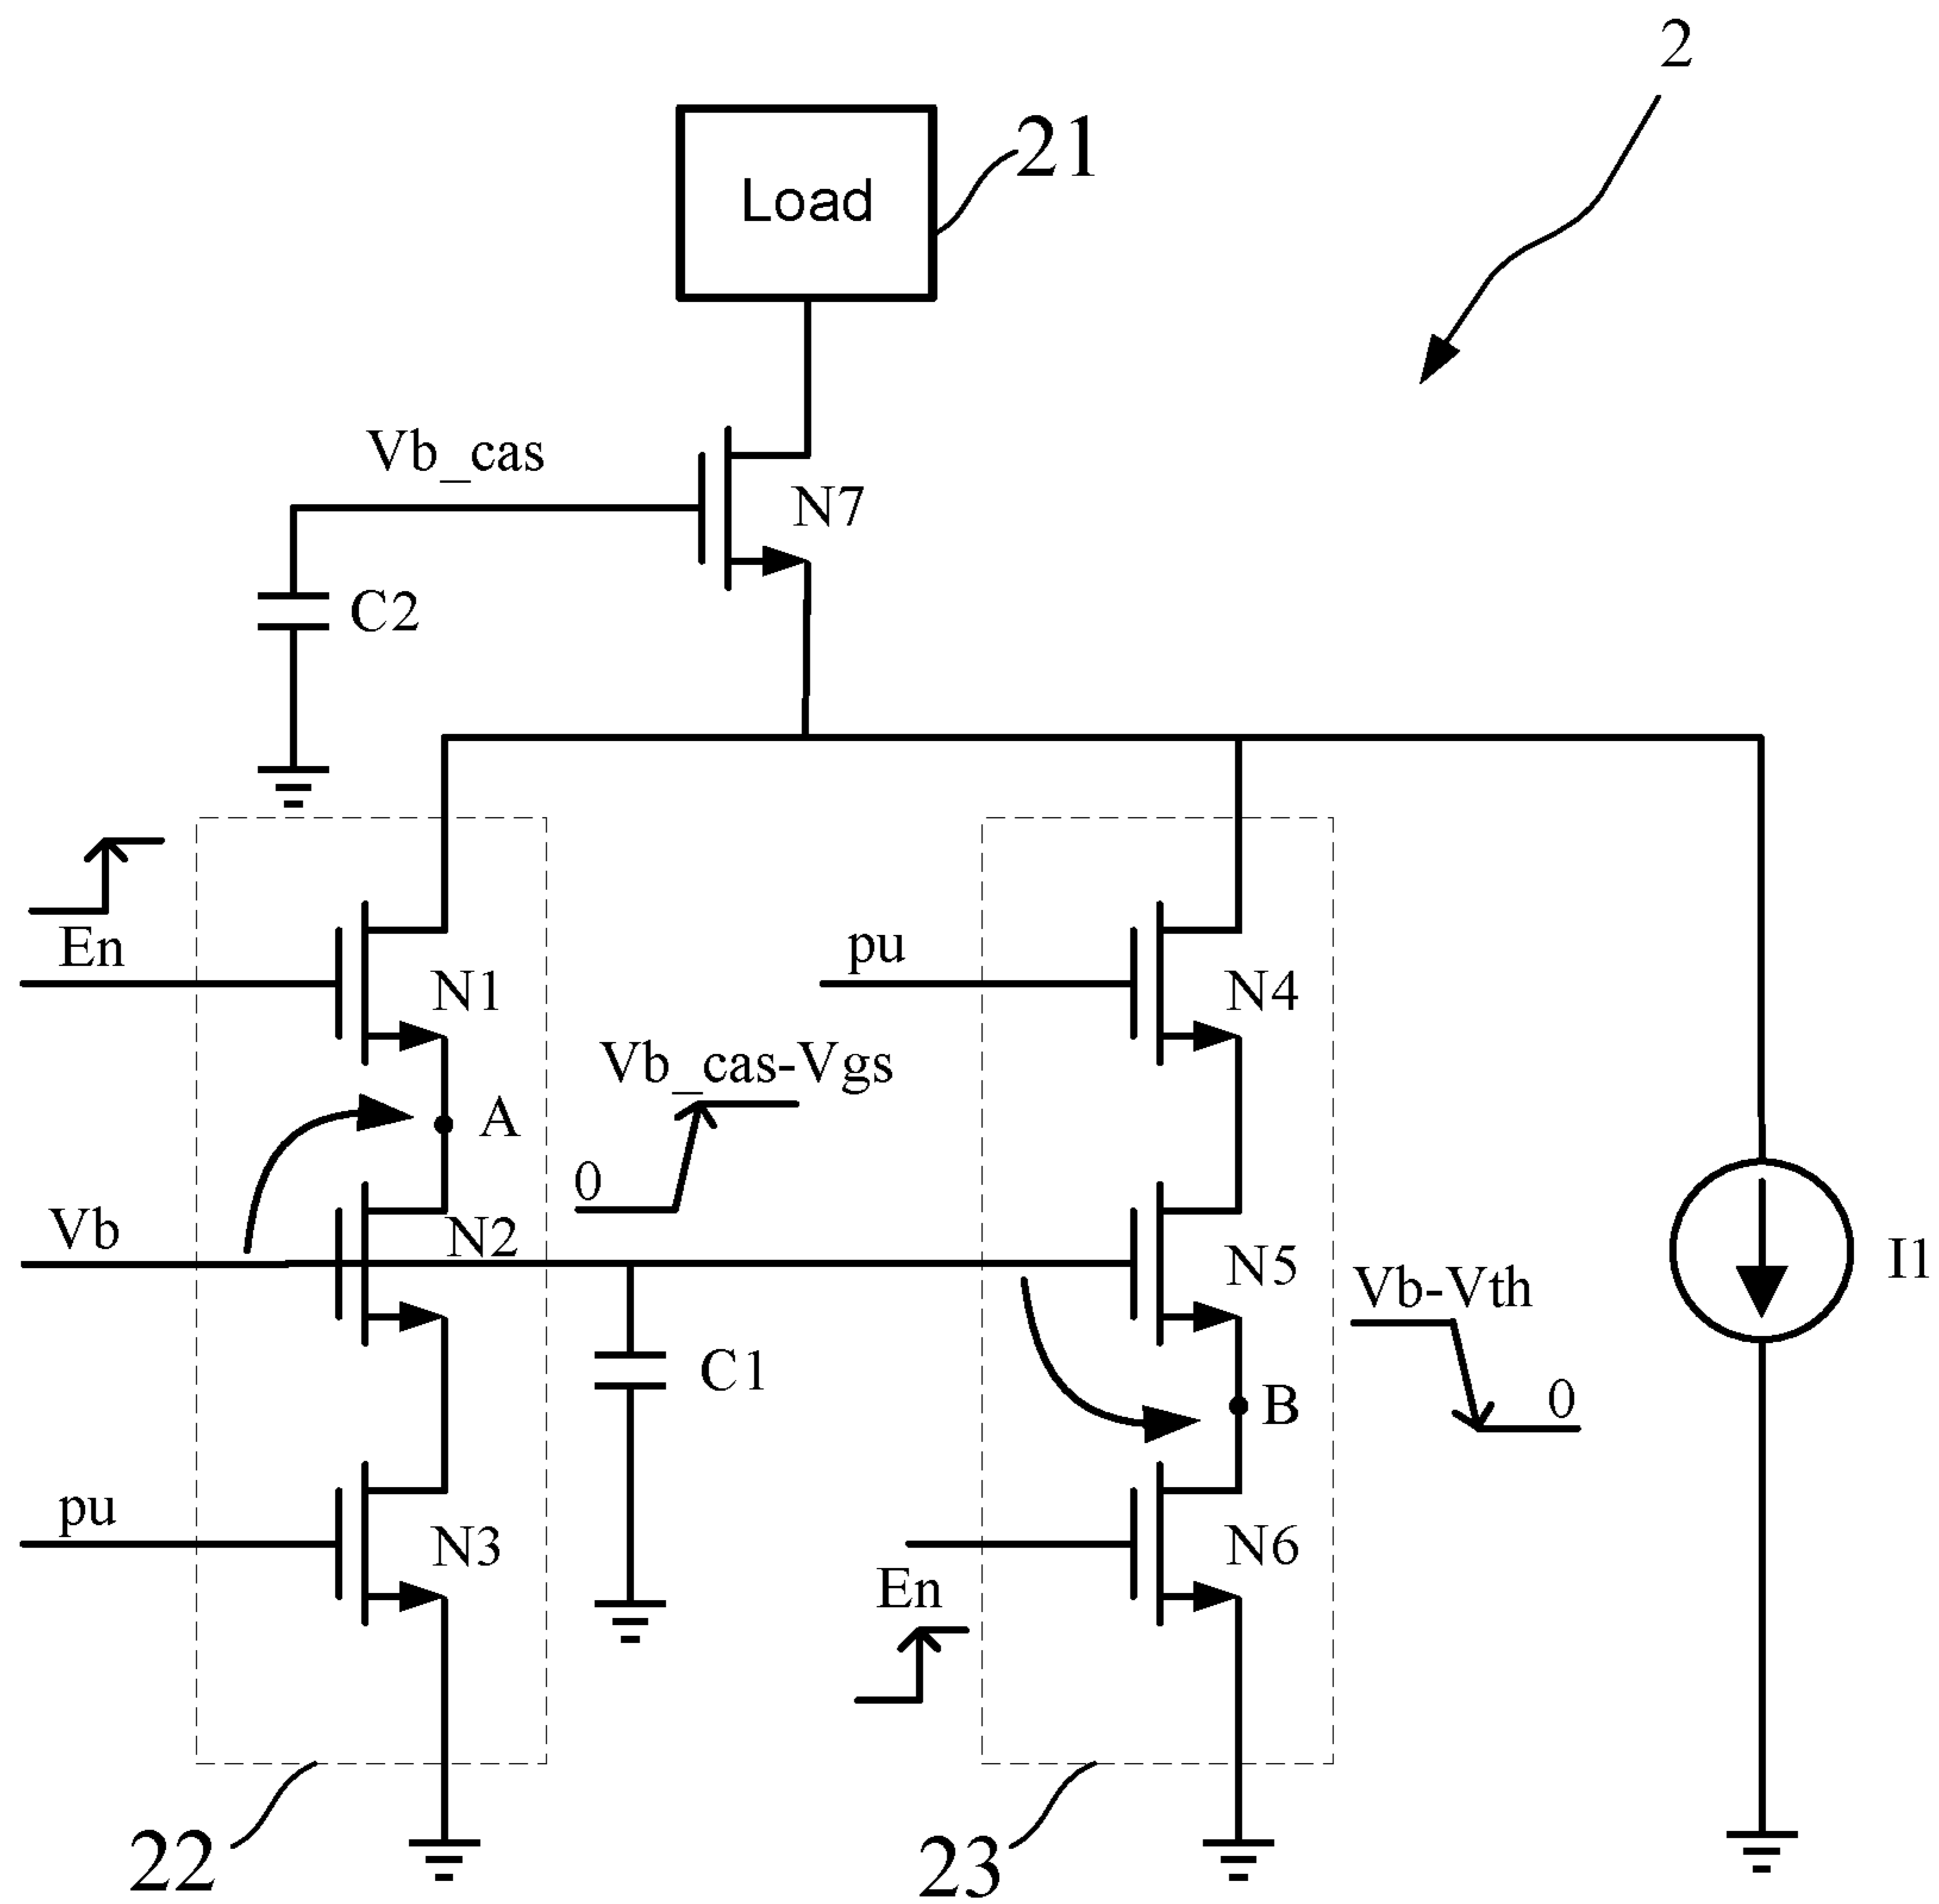 2
21
Load
Vb_cas
N7
C2
En
N1
pu
N4
Vb_cas-Vgs
A
0
Vb
N2
N5
I1
Vb-Vth
C1
B
0
pu
N3
N6
En
22
23